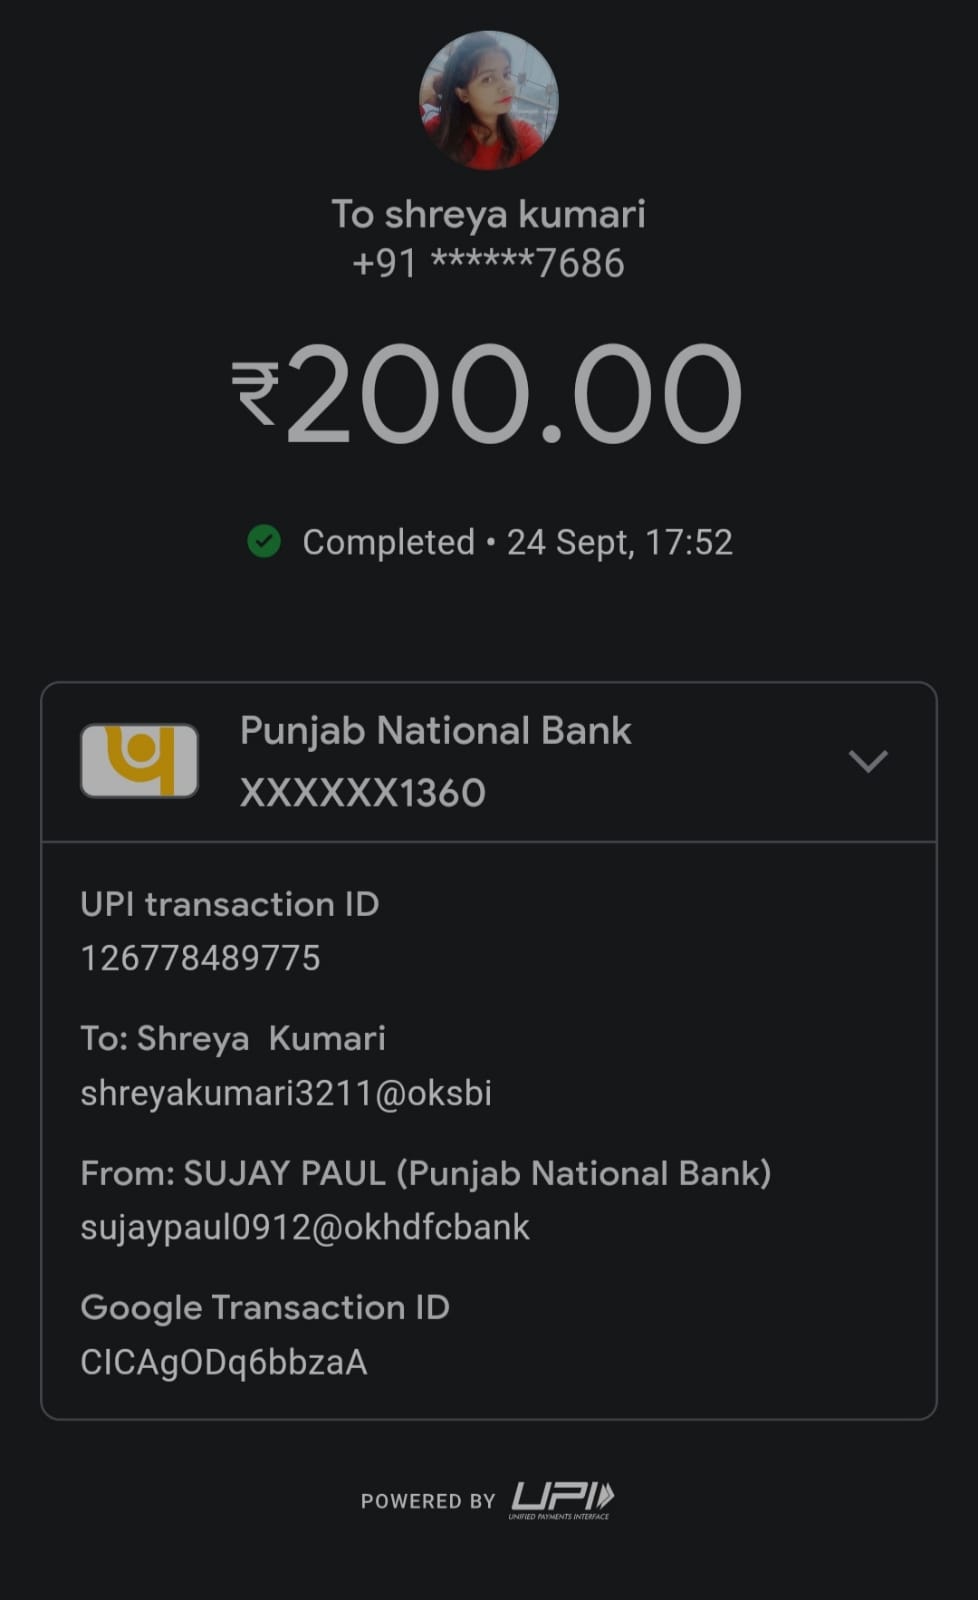 To shreya kumari
+91 ******7686
₹200.00
Completed • 24 Sept, 17:52
Punjab National Bank
XXXXXX1360
UPI transaction ID
126778489775
To: Shreya  Kumari
shreyakumari3211@oksbi
From: SUJAY PAUL (Punjab National Bank)
sujaypaul0912@okhdfcbank
Google Transaction ID
CICAgODq6bbzaA
POWERED BY UPI
UNIFIED PAYMENTS INTERFACE